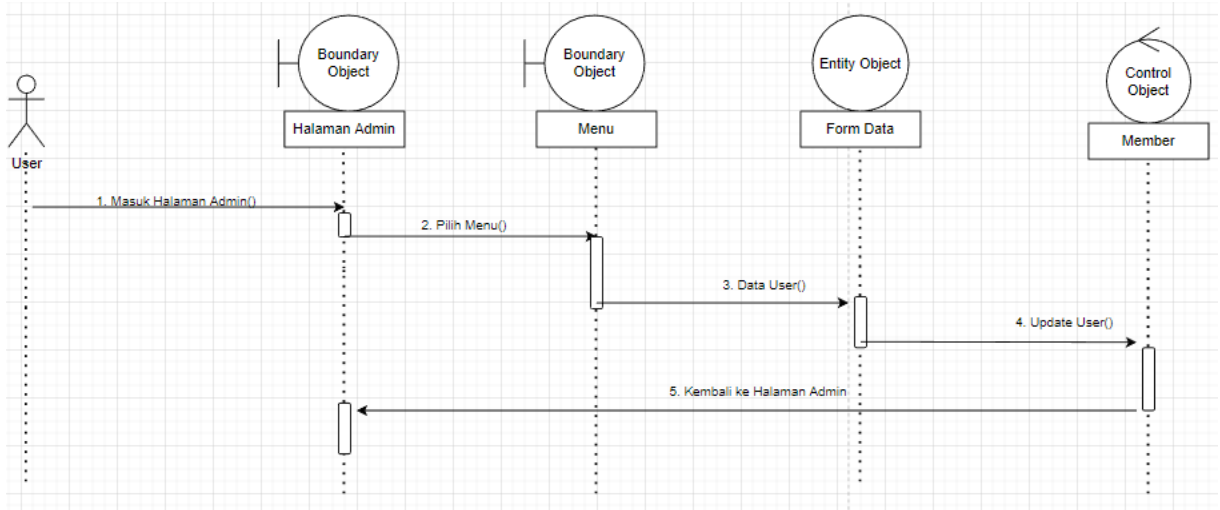 Boundary
Object
Boundary
Object
Entity Object
Control
Object
Halaman Admin
Menu
Form Data
Member
User
1. Masuk Halaman Admin()
2. Pilih Menu()
3. Data User()
4. Update User()
5. Kembali ke Halaman Admin